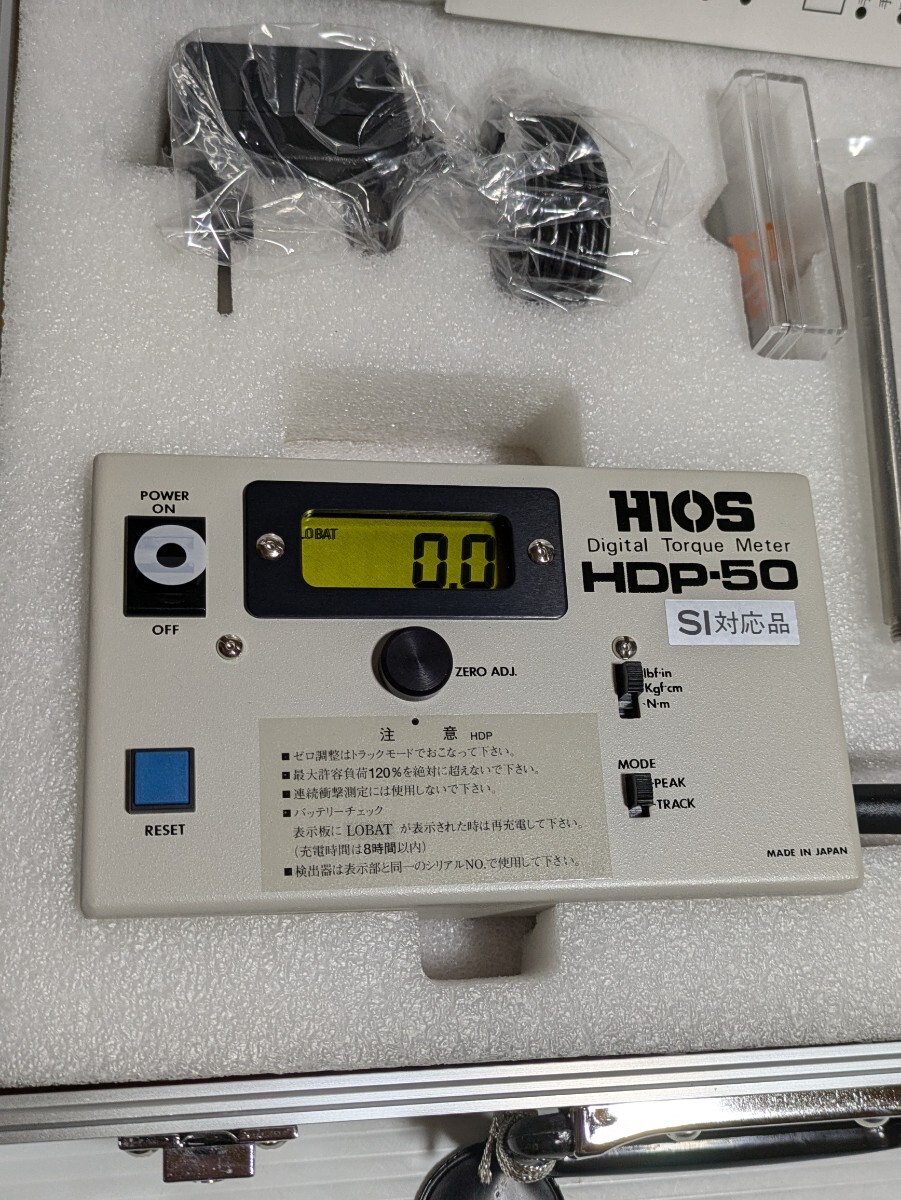 POWER
ON
OFF
LOBAT
0.0
HIOS
Digital Torque Meter
HDP-50
SI対応品
ZERO ADJ.
lbf·in
Kgf·cm
N·m
注 意 HDP
■ ゼロ調整はトラックモードでおこなって下さい。
■ 最大許容負荷120%を絶対に超えないで下さい。
■ 連続衝撃測定には使用しないで下さい。
■ バッテリーチェック
表示板に LOBAT が表示された時は再充電して下さい。
(充電時間は8時間以内)
■ 検出器は表示部と同一のシリアルNO.で使用して下さい。
RESET
MODE
PEAK
TRACK
MADE IN JAPAN